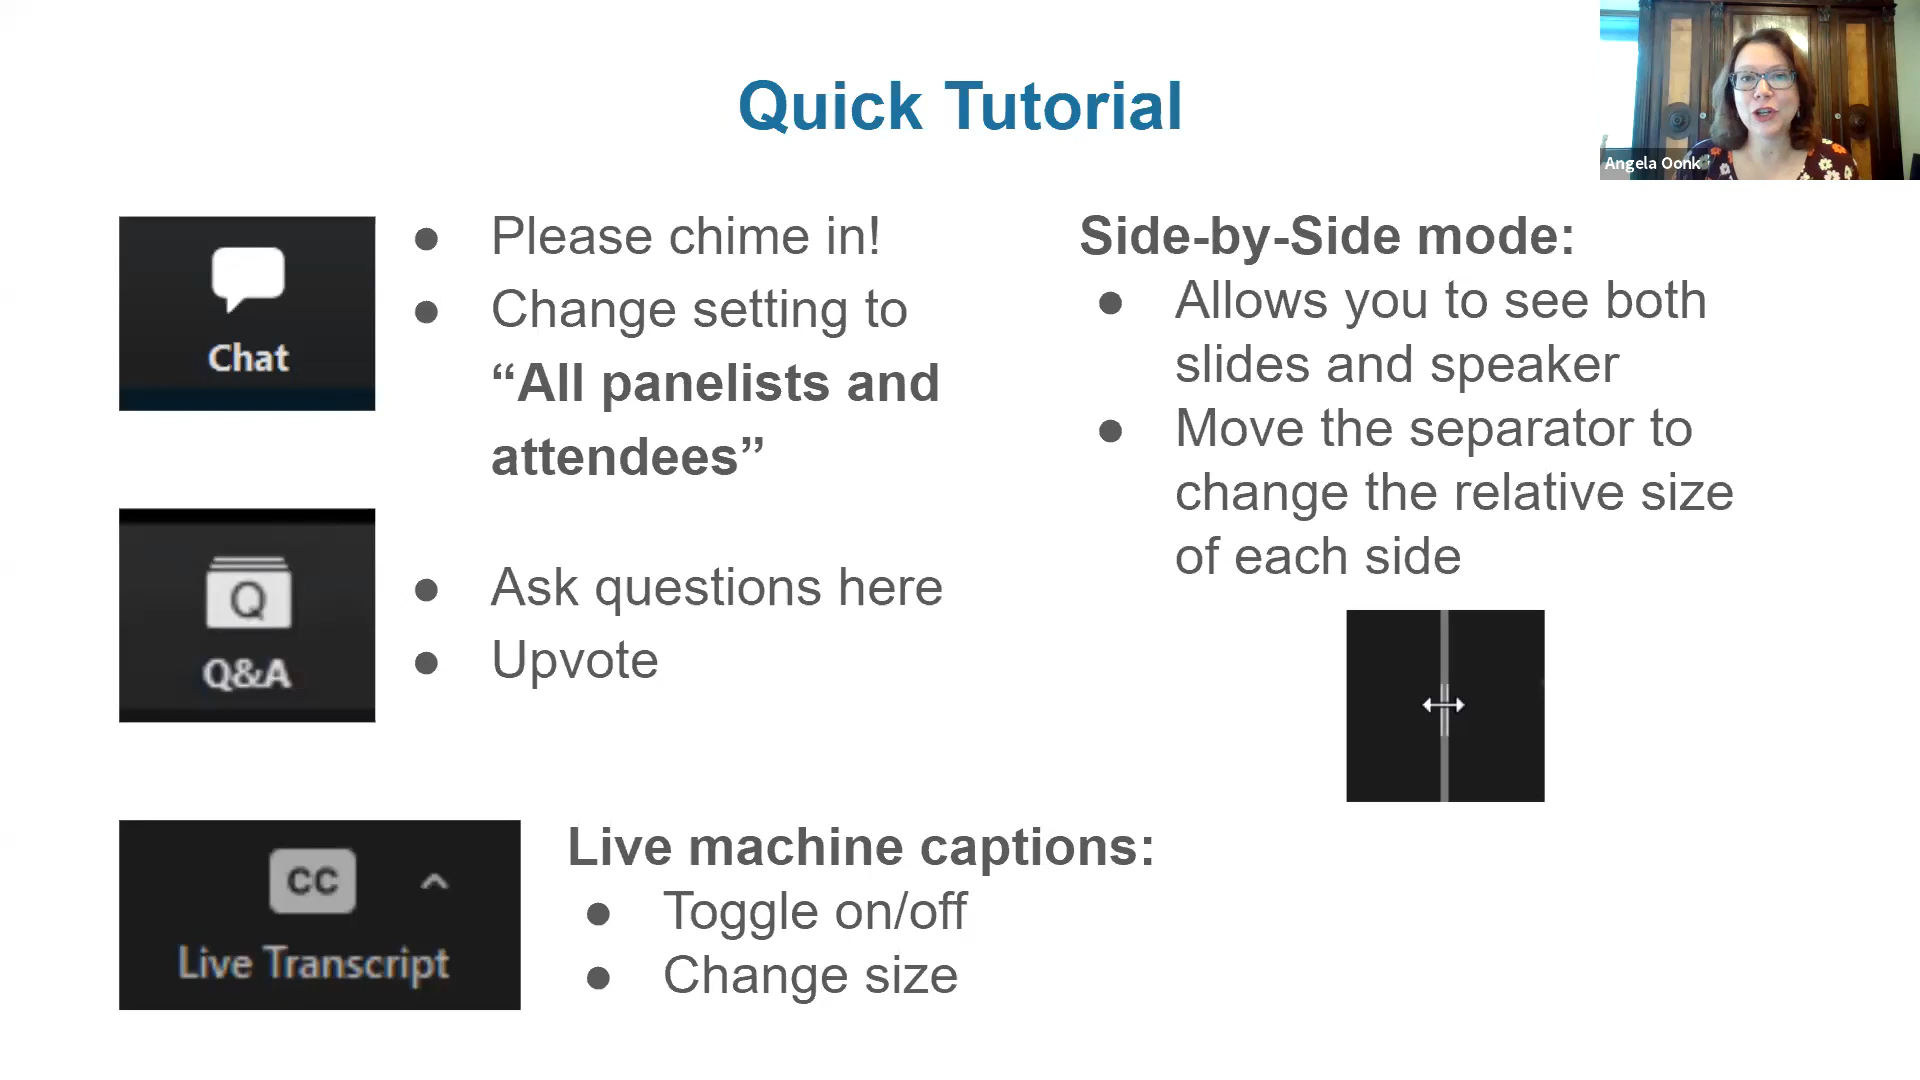 Quick Tutorial
Angela Oonk
Chat
● Please chime in!
● Change setting to
“All panelists and
attendees”
Q
Q&A
● Ask questions here
● Upvote
CC
Live Transcript
Live machine captions:
● Toggle on/off
● Change size
Side-by-Side mode:
● Allows you to see both
slides and speaker
● Move the separator to
change the relative size
of each side